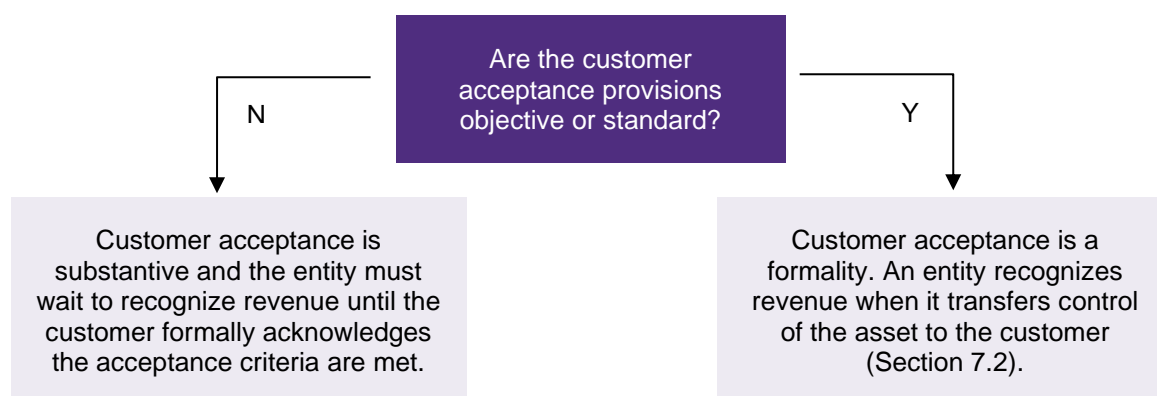 Are the customer
acceptance provisions
objective or standard?
N
Y
Customer acceptance is
substantive and the entity must
wait to recognize revenue until the
customer formally acknowledges
the acceptance criteria are met.
Customer acceptance is a
formality. An entity recognizes
revenue when it transfers control
of the asset to the customer
(Section 7.2).